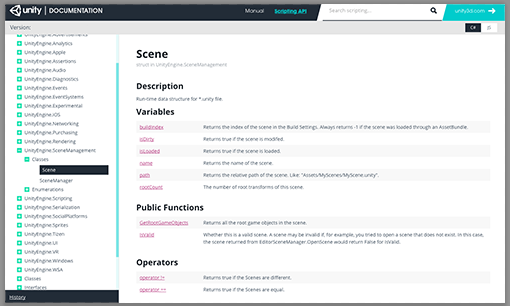 unity | DOCUMENTATION
Manual
Scripting API
Search scripting...
unity3d.com
Version:
C#
JS
UnityEngine.Advertisements
UnityEngine.Analytics
UnityEngine.Apple
UnityEngine.Assertions
UnityEngine.Audio
UnityEngine.Diagnostics
UnityEngine.Events
UnityEngine.EventSystems
UnityEngine.Experimental
UnityEngine.iOS
UnityEngine.Networking
UnityEngine.Purchasing
UnityEngine.Rendering
UnityEngine.SceneManagement
Classes
Scene
SceneManager
Enumerations
UnityEngine.Scripting
UnityEngine.Serialization
UnityEngine.SocialPlatforms
UnityEngine.Sprites
UnityEngine.Tizen
UnityEngine.UI
UnityEngine.VR
UnityEngine.Windows
UnityEngine.WSA
Classes
Interfaces
History
Scene
struct in UnityEngine.SceneManagement
Description
Run-time data structure for *.unity file.
Variables
buildIndex Returns the index of the scene in the Build Settings. Always returns -1 if the scene was loaded through an AssetBundle.
isDirty Returns true if the scene is modifed.
isLoaded Returns true if the scene is loaded.
name Returns the name of the scene.
path Returns the relative path of the scene. Like: "Assets/MyScenes/MyScene.unity".
rootCount The number of root transforms of this scene.
Public Functions
GetRootGameObjects Returns all the root game objects in the scene.
IsValid Whether this is a valid scene. A scene may be invalid if, for example, you tried to open a scene that does not exist. In this case,
the scene returned from EditorSceneManager.OpenScene would return False for IsValid.
Operators
operator != Returns true if the Scenes are different.
operator == Returns true if the Scenes are equal.